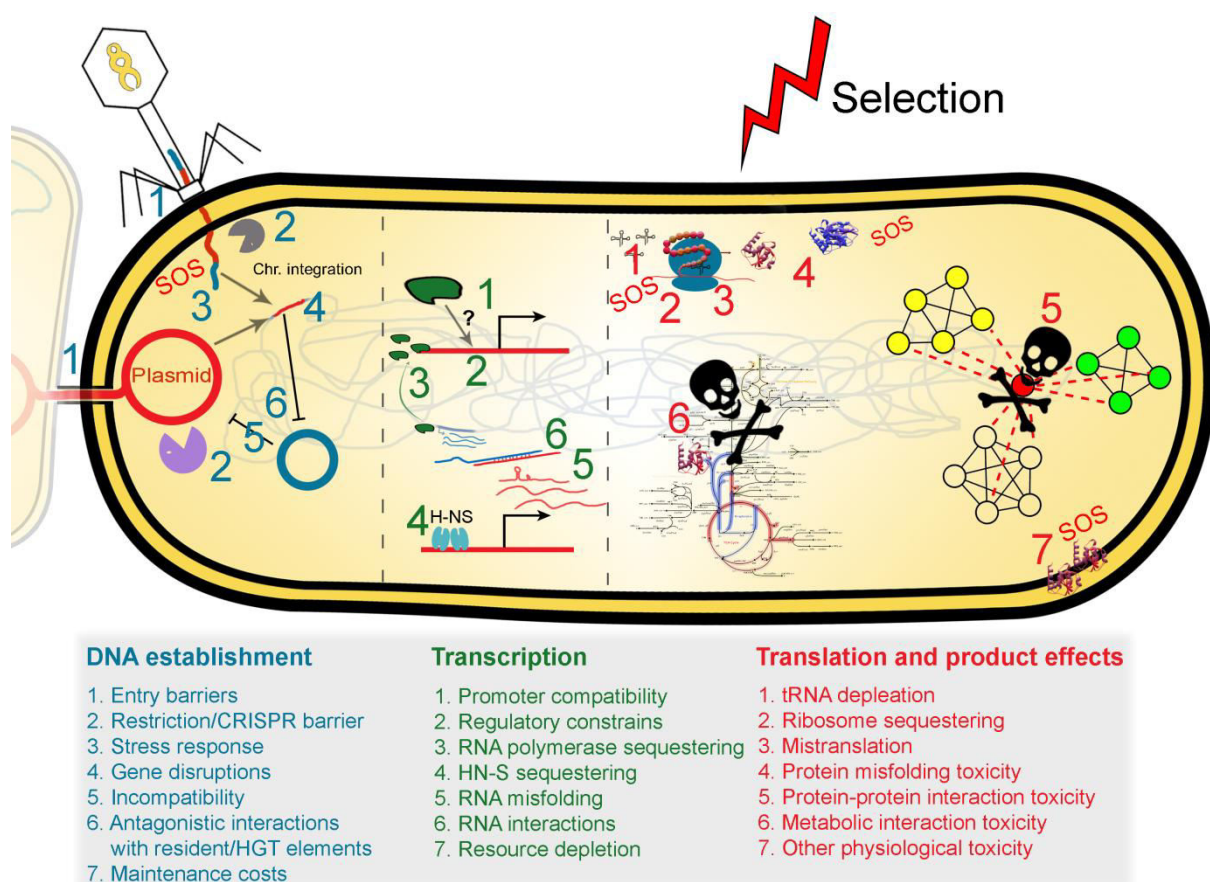 Selection
1
2
SOS
Chr. integration
3
4
1
Plasmid
6
5
2
1
?
2
3
6
5
4
H-NS
1
SOS
2
3
4
SOS
5
6
7
SOS
DNA establishment
1. Entry barriers
2. Restriction/CRISPR barrier
3. Stress response
4. Gene disruptions
5. Incompatibility
6. Antagonistic interactions
with resident/HGT elements
7. Maintenance costs
Transcription
1. Promoter compatibility
2. Regulatory constrains
3. RNA polymerase sequestering
4. HN-S sequestering
5. RNA misfolding
6. RNA interactions
7. Resource depletion
Translation and product effects
1. tRNA depleation
2. Ribosome sequestering
3. Mistranslation
4. Protein misfolding toxicity
5. Protein-protein interaction toxicity
6. Metabolic interaction toxicity
7. Other physiological toxicity